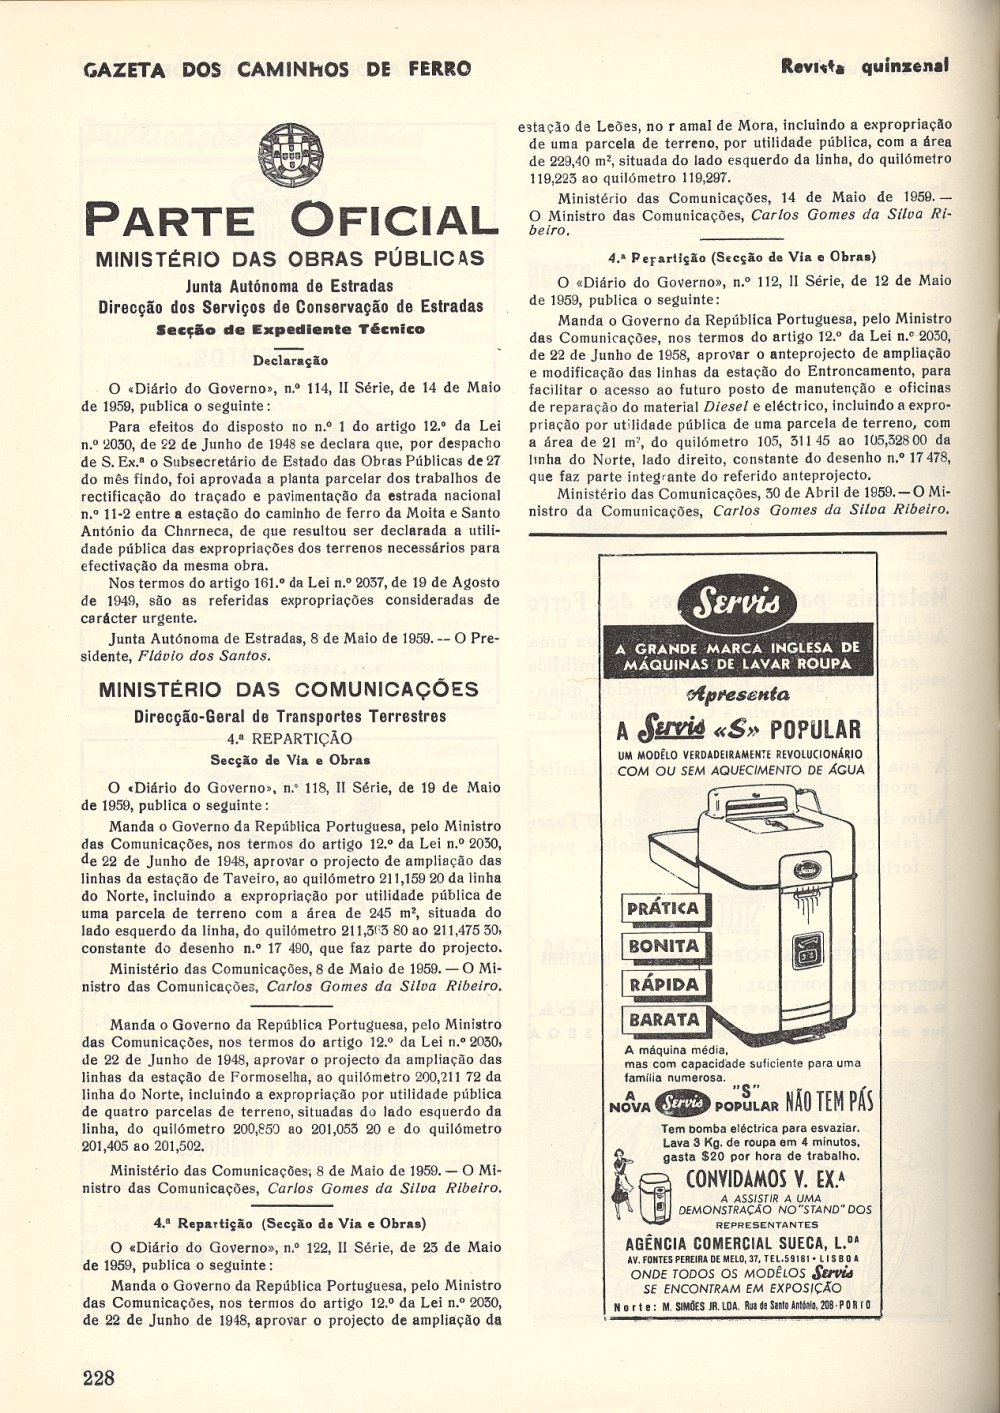 GAZETA DOS CAMINHOS DE FERRO
Revista quinzenal
PARTE OFICIAL
MINISTÉRIO DAS OBRAS PÚBLICAS
Junta Autónoma de Estradas
Direcção dos Serviços de Conservação de Estradas
Secção de Expediente Técnico
Declaração
O «Diário do Governo», n.º 114, II Série, de 14 de Maio
de 1959, publica o seguinte:
Para efeitos do disposto no n.º 1 do artigo 12.º da Lei
n.º 2030, de 22 de Junho de 1948 se declara que, por despacho
de S. Ex.ª o Subsecretário de Estado das Obras Públicas de 27
do mês findo, foi aprovada a planta parcelar dos trabalhos de
rectificação do traçado e pavimentação da estrada nacional
n.º 11-2 entre a estação do caminho de ferro da Moita e Santo
António da Charneca, de que resultou ser declarada a utili-
dade pública das expropriações dos terrenos necessários para
efectivação da mesma obra.
Nos termos do artigo 161.º da Lei n.º 2037, de 19 de Agosto
de 1949, são as referidas expropriações consideradas de
carácter urgente.
Junta Autónoma de Estradas, 8 de Maio de 1959. -- O Pre-
sidente, Flávio dos Santos.
MINISTÉRIO DAS COMUNICAÇÕES
Direcção-Geral de Transportes Terrestres
4.ª REPARTIÇÃO
Secção de Via e Obras
O «Diário do Governo», n.º 118, II Série, de 19 de Maio
de 1959, publica o seguinte:
Manda o Governo da República Portuguesa, pelo Ministro
das Comunicações, nos termos do artigo 12.º da Lei n.º 2030,
de 22 de Junho de 1948, aprovar o projecto de ampliação das
linhas da estação de Taveiro, ao quilómetro 211,159 20 da linha
do Norte, incluindo a expropriação por utilidade pública de
uma parcela de terreno com a área de 245 m², situada do
lado esquerdo da linha, do quilómetro 211,363 80 ao 211,475 30,
constante do desenho n.º 17 490, que faz parte do projecto.
Ministério das Comunicações, 8 de Maio de 1959. — O Mi-
nistro das Comunicações, Carlos Gomes da Silva Ribeiro.
Manda o Governo da República Portuguesa, pelo Ministro
das Comunicações, nos termos do artigo 12.º da Lei n.º 2030,
de 22 de Junho de 1948, aprovar o projecto da ampliação das
linhas da estação de Formoselha, ao quilómetro 200,211 72 da
linha do Norte, incluindo a expropriação por utilidade pública
de quatro parcelas de terreno, situadas do lado esquerdo da
linha, do quilómetro 200,850 ao 201,053 20 e do quilómetro
201,405 ao 201,502.
Ministério das Comunicações, 8 de Maio de 1959. — O Mi-
nistro das Comunicações, Carlos Gomes da Silva Ribeiro.
4.ª Repartição (Secção de Via e Obras)
O «Diário do Governo», n.º 122, II Série, de 23 de Maio
de 1959, publica o seguinte:
Manda o Governo da República Portuguesa, pelo Ministro
das Comunicações, nos termos do artigo 12.º da Lei n.º 2030,
de 22 de Junho de 1948, aprovar o projecto de ampliação da
228
estação de Leões, no r amal de Mora, incluindo a expropriação
de uma parcela de terreno, por utilidade pública, com a área
de 229,40 m², situada do lado esquerdo da linha, do quilómetro
119,223 ao quilómetro 119,297.
Ministério das Comunicações, 14 de Maio de 1959. —
O Ministro das Comunicações, Carlos Gomes da Silva Ri-
beiro.
4.ª Repartição (Secção de Via e Obras)
O «Diário do Governo», n.º 112, II Série, de 12 de Maio
de 1959, publica o seguinte:
Manda o Governo da República Portuguesa, pelo Ministro
das Comunicações, nos termos do artigo 12.º da Lei n.º 2030,
de 22 de Junho de 1958, aprovar o anteprojecto de ampliação
e modificação das linhas da estação do Entroncamento, para
facilitar o acesso ao futuro posto de manutenção e oficinas
de reparação do material Diesel e eléctrico, incluindo a expro-
priação por utilidade pública de uma parcela de terreno, com
a área de 21 m², do quilómetro 105, 311 45 ao 105,328 00 da
linha do Norte, lado direito, constante do desenho n.º 17 478,
que faz parte integrante do referido anteprojecto.
Ministério das Comunicações, 30 de Abril de 1959. — O Mi-
nistro da Comunicações, Carlos Gomes da Silva Ribeiro.
Servis
A GRANDE MARCA INGLESA DE
MÁQUINAS DE LAVAR ROUPA
Apresenta
A Servis «S» POPULAR
UM MODÊLO VERDADEIRAMENTE REVOLUCIONÁRIO
COM OU SEM AQUECIMENTO DE ÁGUA
Servis
PRÁTICA
BONITA
RÁPIDA
BARATA
A máquina média,
mas com capacidade suficiente para uma
família numerosa.
A NOVA Servis "S" POPULAR NÃO TEM PÁS
Tem bomba eléctrica para esvaziar.
Lava 3 Kg. de roupa em 4 minutos,
gasta $20 por hora de trabalho.
CONVIDAMOS V. EX.ª
A ASSISTIR A UMA
DEMONSTRAÇÃO NO "STAND" DOS
REPRESENTANTES
AGÊNCIA COMERCIAL SUECA, L.DA
AV. FONTES PEREIRA DE MELO, 37, TEL. 59181 • LISBOA
ONDE TODOS OS MODÊLOS Servis
SE ENCONTRAM EM EXPOSIÇÃO
Norte: M. SIMÕES JR. LDA. Rua de Santo António, 208 - PORTO